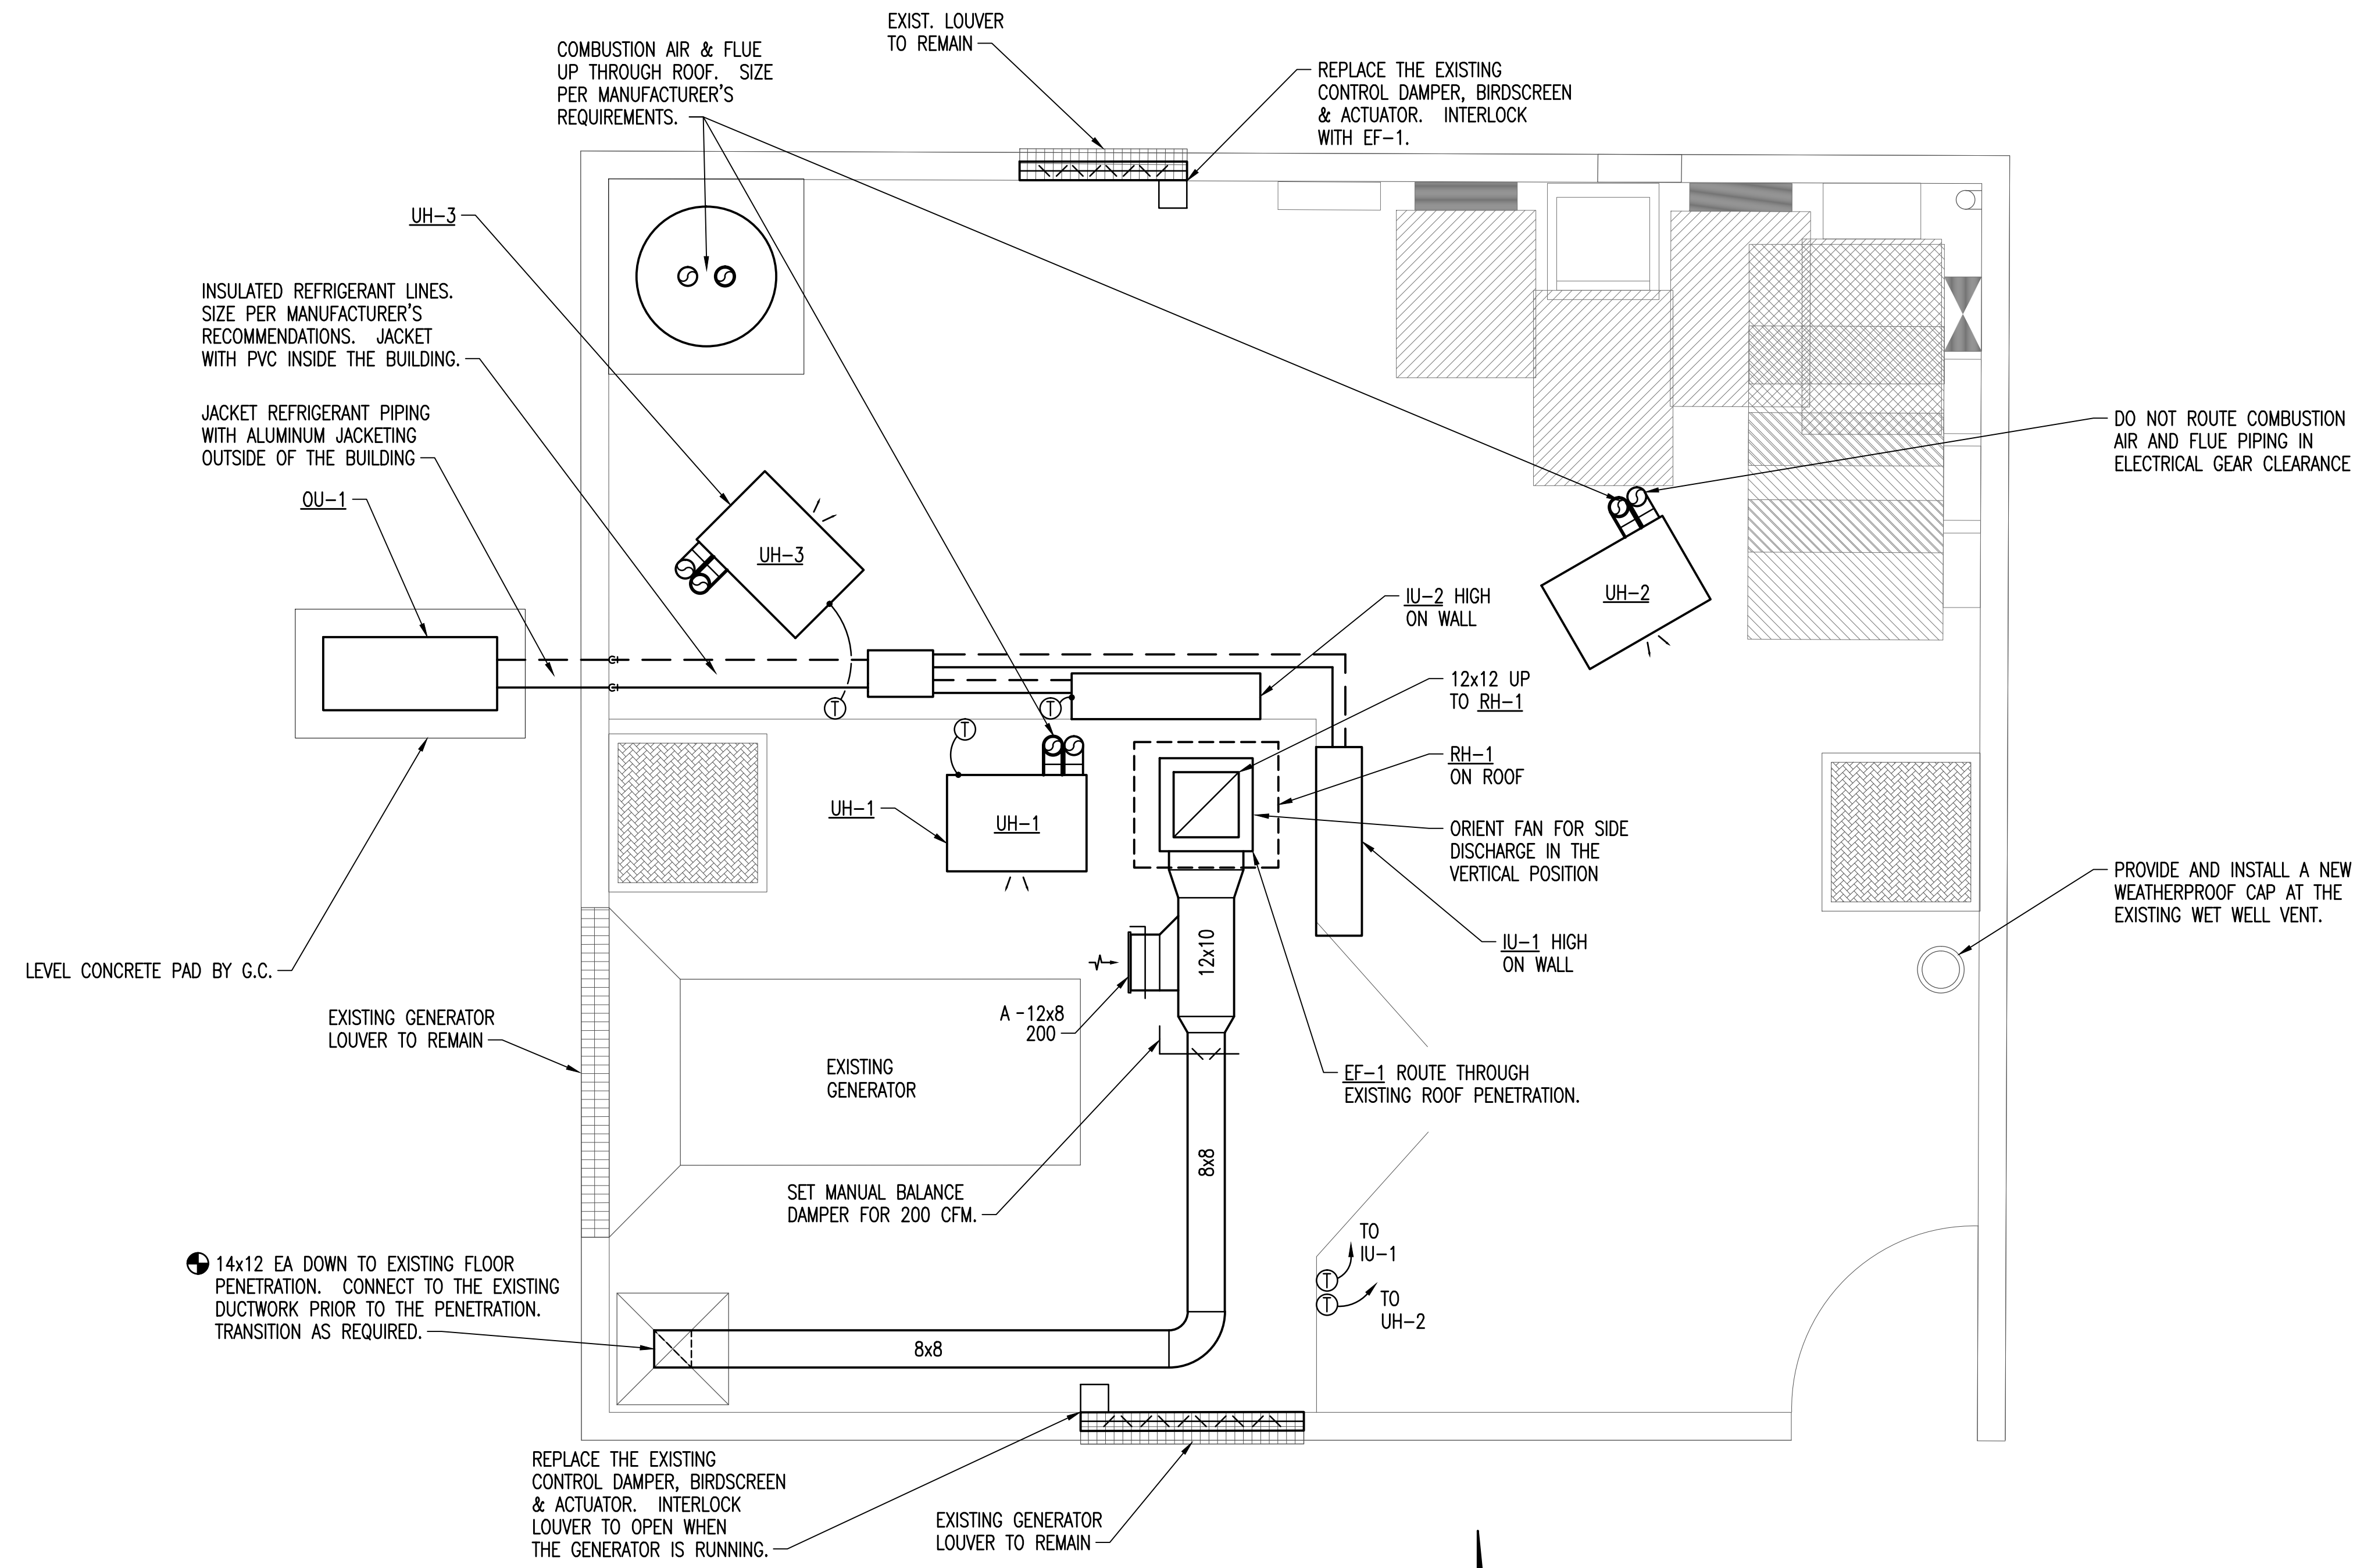 EXIST. LOUVER
TO REMAIN
COMBUSTION AIR & FLUE
UP THROUGH ROOF. SIZE
PER MANUFACTURER'S
REQUIREMENTS.
REPLACE THE EXISTING
CONTROL DAMPER, BIRDSCREEN
& ACTUATOR. INTERLOCK
WITH EF-1.
UH-3
INSULATED REFRIGERANT LINES.
SIZE PER MANUFACTURER'S
RECOMMENDATIONS. JACKET
WITH PVC INSIDE THE BUILDING.
JACKET REFRIGERANT PIPING
WITH ALUMINUM JACKETING
OUTSIDE OF THE BUILDING
OU-1
DO NOT ROUTE COMBUSTION
AIR AND FLUE PIPING IN
ELECTRICAL GEAR CLEARANCE
UH-3
UH-2
IU-2 HIGH
ON WALL
12x12 UP
TO RH-1
T
T
T
RH-1
ON ROOF
UH-1
UH-1
ORIENT FAN FOR SIDE
DISCHARGE IN THE
VERTICAL POSITION
PROVIDE AND INSTALL A NEW
WEATHERPROOF CAP AT THE
EXISTING WET WELL VENT.
IU-1 HIGH
ON WALL
12x10
LEVEL CONCRETE PAD BY G.C.
A -12x8
200
EXISTING GENERATOR
LOUVER TO REMAIN
EXISTING
GENERATOR
EF-1 ROUTE THROUGH
EXISTING ROOF PENETRATION.
8x8
SET MANUAL BALANCE
DAMPER FOR 200 CFM.
TO
IU-1
T
T
TO
UH-2
14x12 EA DOWN TO EXISTING FLOOR
PENETRATION. CONNECT TO THE EXISTING
DUCTWORK PRIOR TO THE PENETRATION.
TRANSITION AS REQUIRED.
8x8
REPLACE THE EXISTING
CONTROL DAMPER, BIRDSCREEN
& ACTUATOR. INTERLOCK
LOUVER TO OPEN WHEN
THE GENERATOR IS RUNNING.
EXISTING GENERATOR
LOUVER TO REMAIN